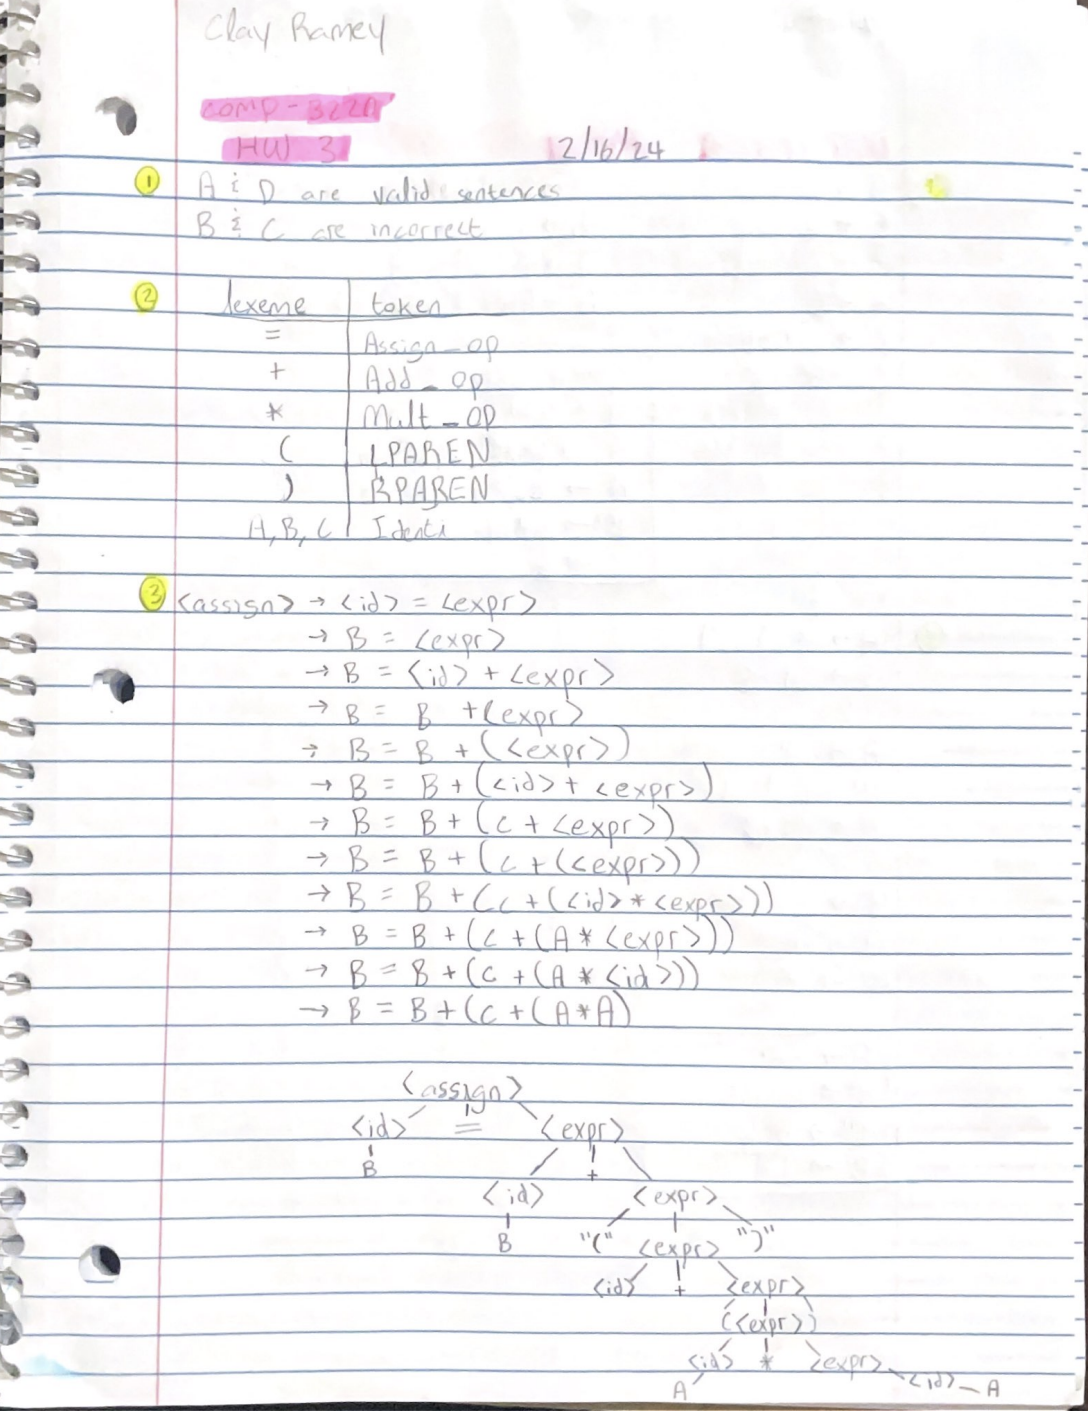 Clay Ramey
COMP-322A
HW 3
2/16/24
① A & D are valid sentences
B & C are incorrect
② lexeme | token
= | Assign_op
+ | Add_op
* | Mult_OP
( | LPAREN
) | RPAREN
A, B, C | Identi
③ <assign> → <id> = <expr>
→ B = <expr>
→ B = <id> + <expr>
→ B = B + <expr>
→ B = B + (<expr>)
→ B = B + (<id> + <expr>)
→ B = B + (C + <expr>)
→ B = B + (C + (<expr>))
→ B = B + (C + (<id> * <expr>))
→ B = B + (C + (A * <expr>))
→ B = B + (C + (A * <id>))
→ B = B + (C + (A * A)
<assign>
<id> = <expr>
B +
<id> <expr>
B "(" <expr> ")"
<id> + <expr>
(<expr>)
<id> * <expr> <id> - A
A